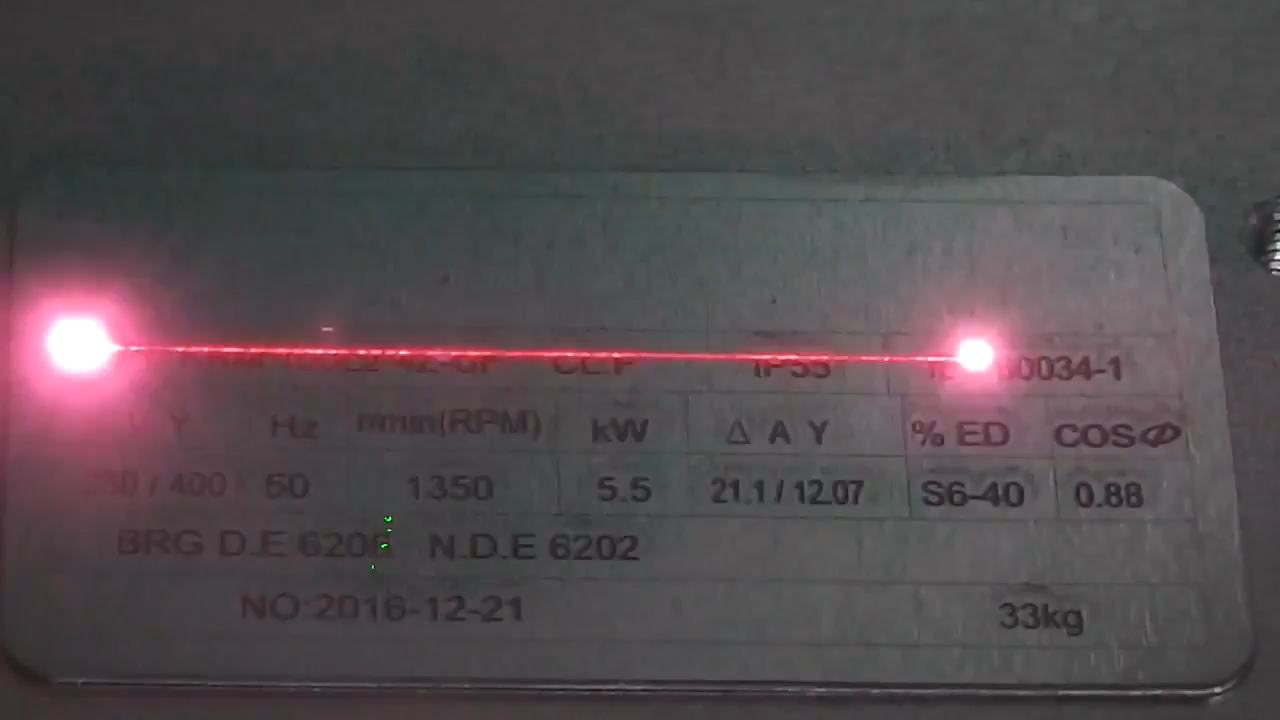 CL.F IP55 0034-1
Y Hz r/min(RPM) kW Δ A Y % ED COSΦ
/ 400 50 1350 5.5 21.1 / 12.07 S6-40 0.88
BRG D.E N.D.E 6202
NO:2016-12-21 33kg